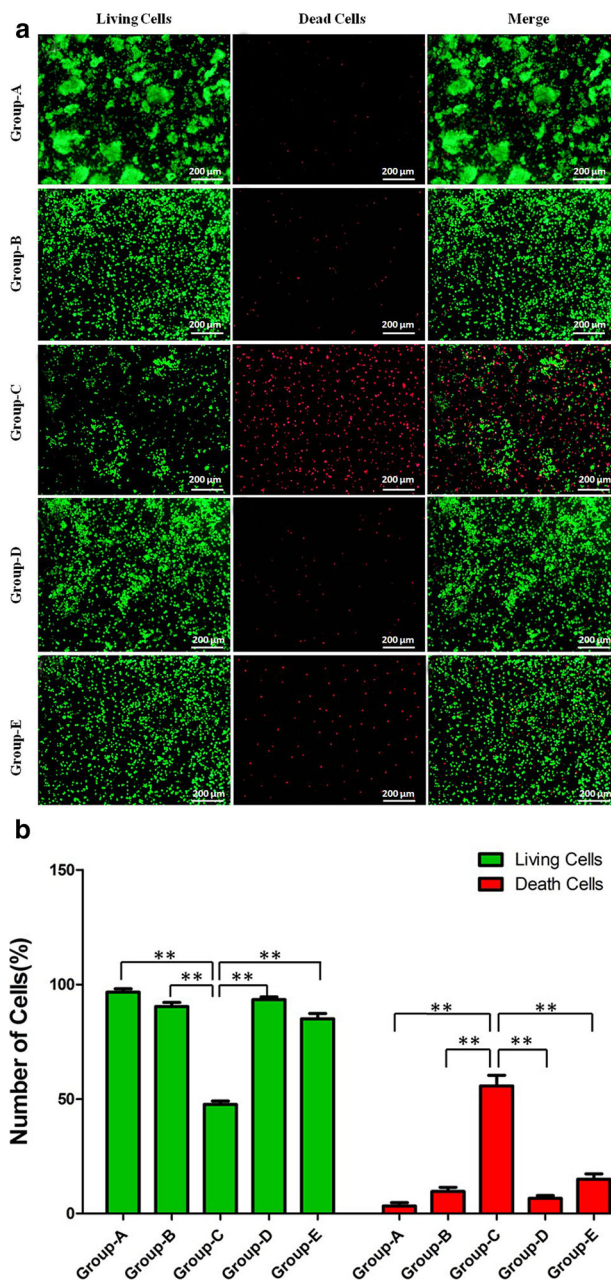 a
Living Cells Dead Cells Merge
Group-A
200 μm 200 μm 200 μm
Group-B
200 μm 200 μm 200 μm
Group-C
200 μm 200 μm 200 μm
Group-D
200 μm 200 μm 200 μm
Group-E
200 μm 200 μm 200 μm
b
Number of Cells(%)
150
100
50
0
Living Cells
Death Cells
** **
** **
** **
** **
Group-A Group-B Group-C Group-D Group-E Group-A Group-B Group-C Group-D Group-E